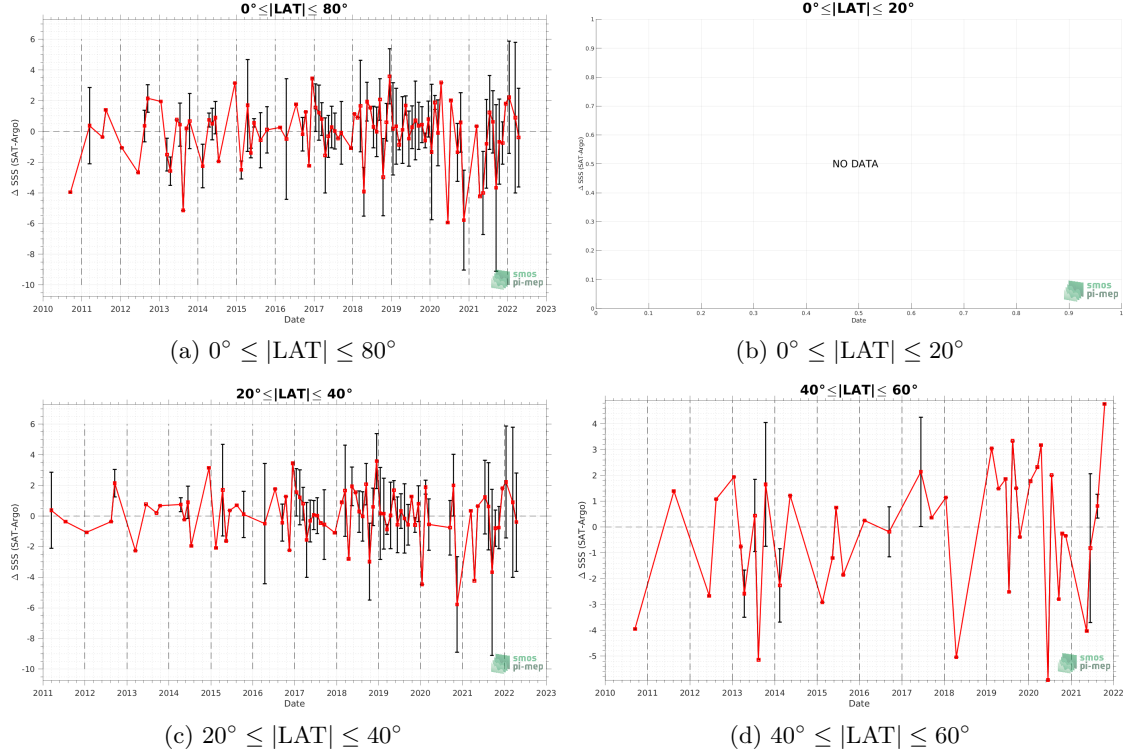 0°≤|LAT|≤ 80°
Δ SSS (SAT-Argo)
6
4
2
0
-2
-4
-6
-8
-10
2010 2011 2012 2013 2014 2015 2016 2017 2018 2019 2020 2021 2022 2023
Date
smos
pi-mep
(a) 0° ≤ |LAT| ≤ 80°
0°≤|LAT|≤ 20°
Δ SSS (SAT-Argo)
1
0.9
0.8
0.7
0.6
0.5
0.4
0.3
0.2
0.1
0
NO DATA
0 0.1 0.2 0.3 0.4 0.5 0.6 0.7 0.8 0.9 1
Date
smos
pi-mep
(b) 0° ≤ |LAT| ≤ 20°
20°≤|LAT|≤ 40°
Δ SSS (SAT-Argo)
6
4
2
0
-2
-4
-6
-8
-10
2011 2012 2013 2014 2015 2016 2017 2018 2019 2020 2021 2022 2023
Date
smos
pi-mep
(c) 20° ≤ |LAT| ≤ 40°
40°≤|LAT|≤ 60°
Δ SSS (SAT-Argo)
4
3
2
1
0
-1
-2
-3
-4
-5
2010 2011 2012 2013 2014 2015 2016 2017 2018 2019 2020 2021 2022
Date
smos
pi-mep
(d) 40° ≤ |LAT| ≤ 60°